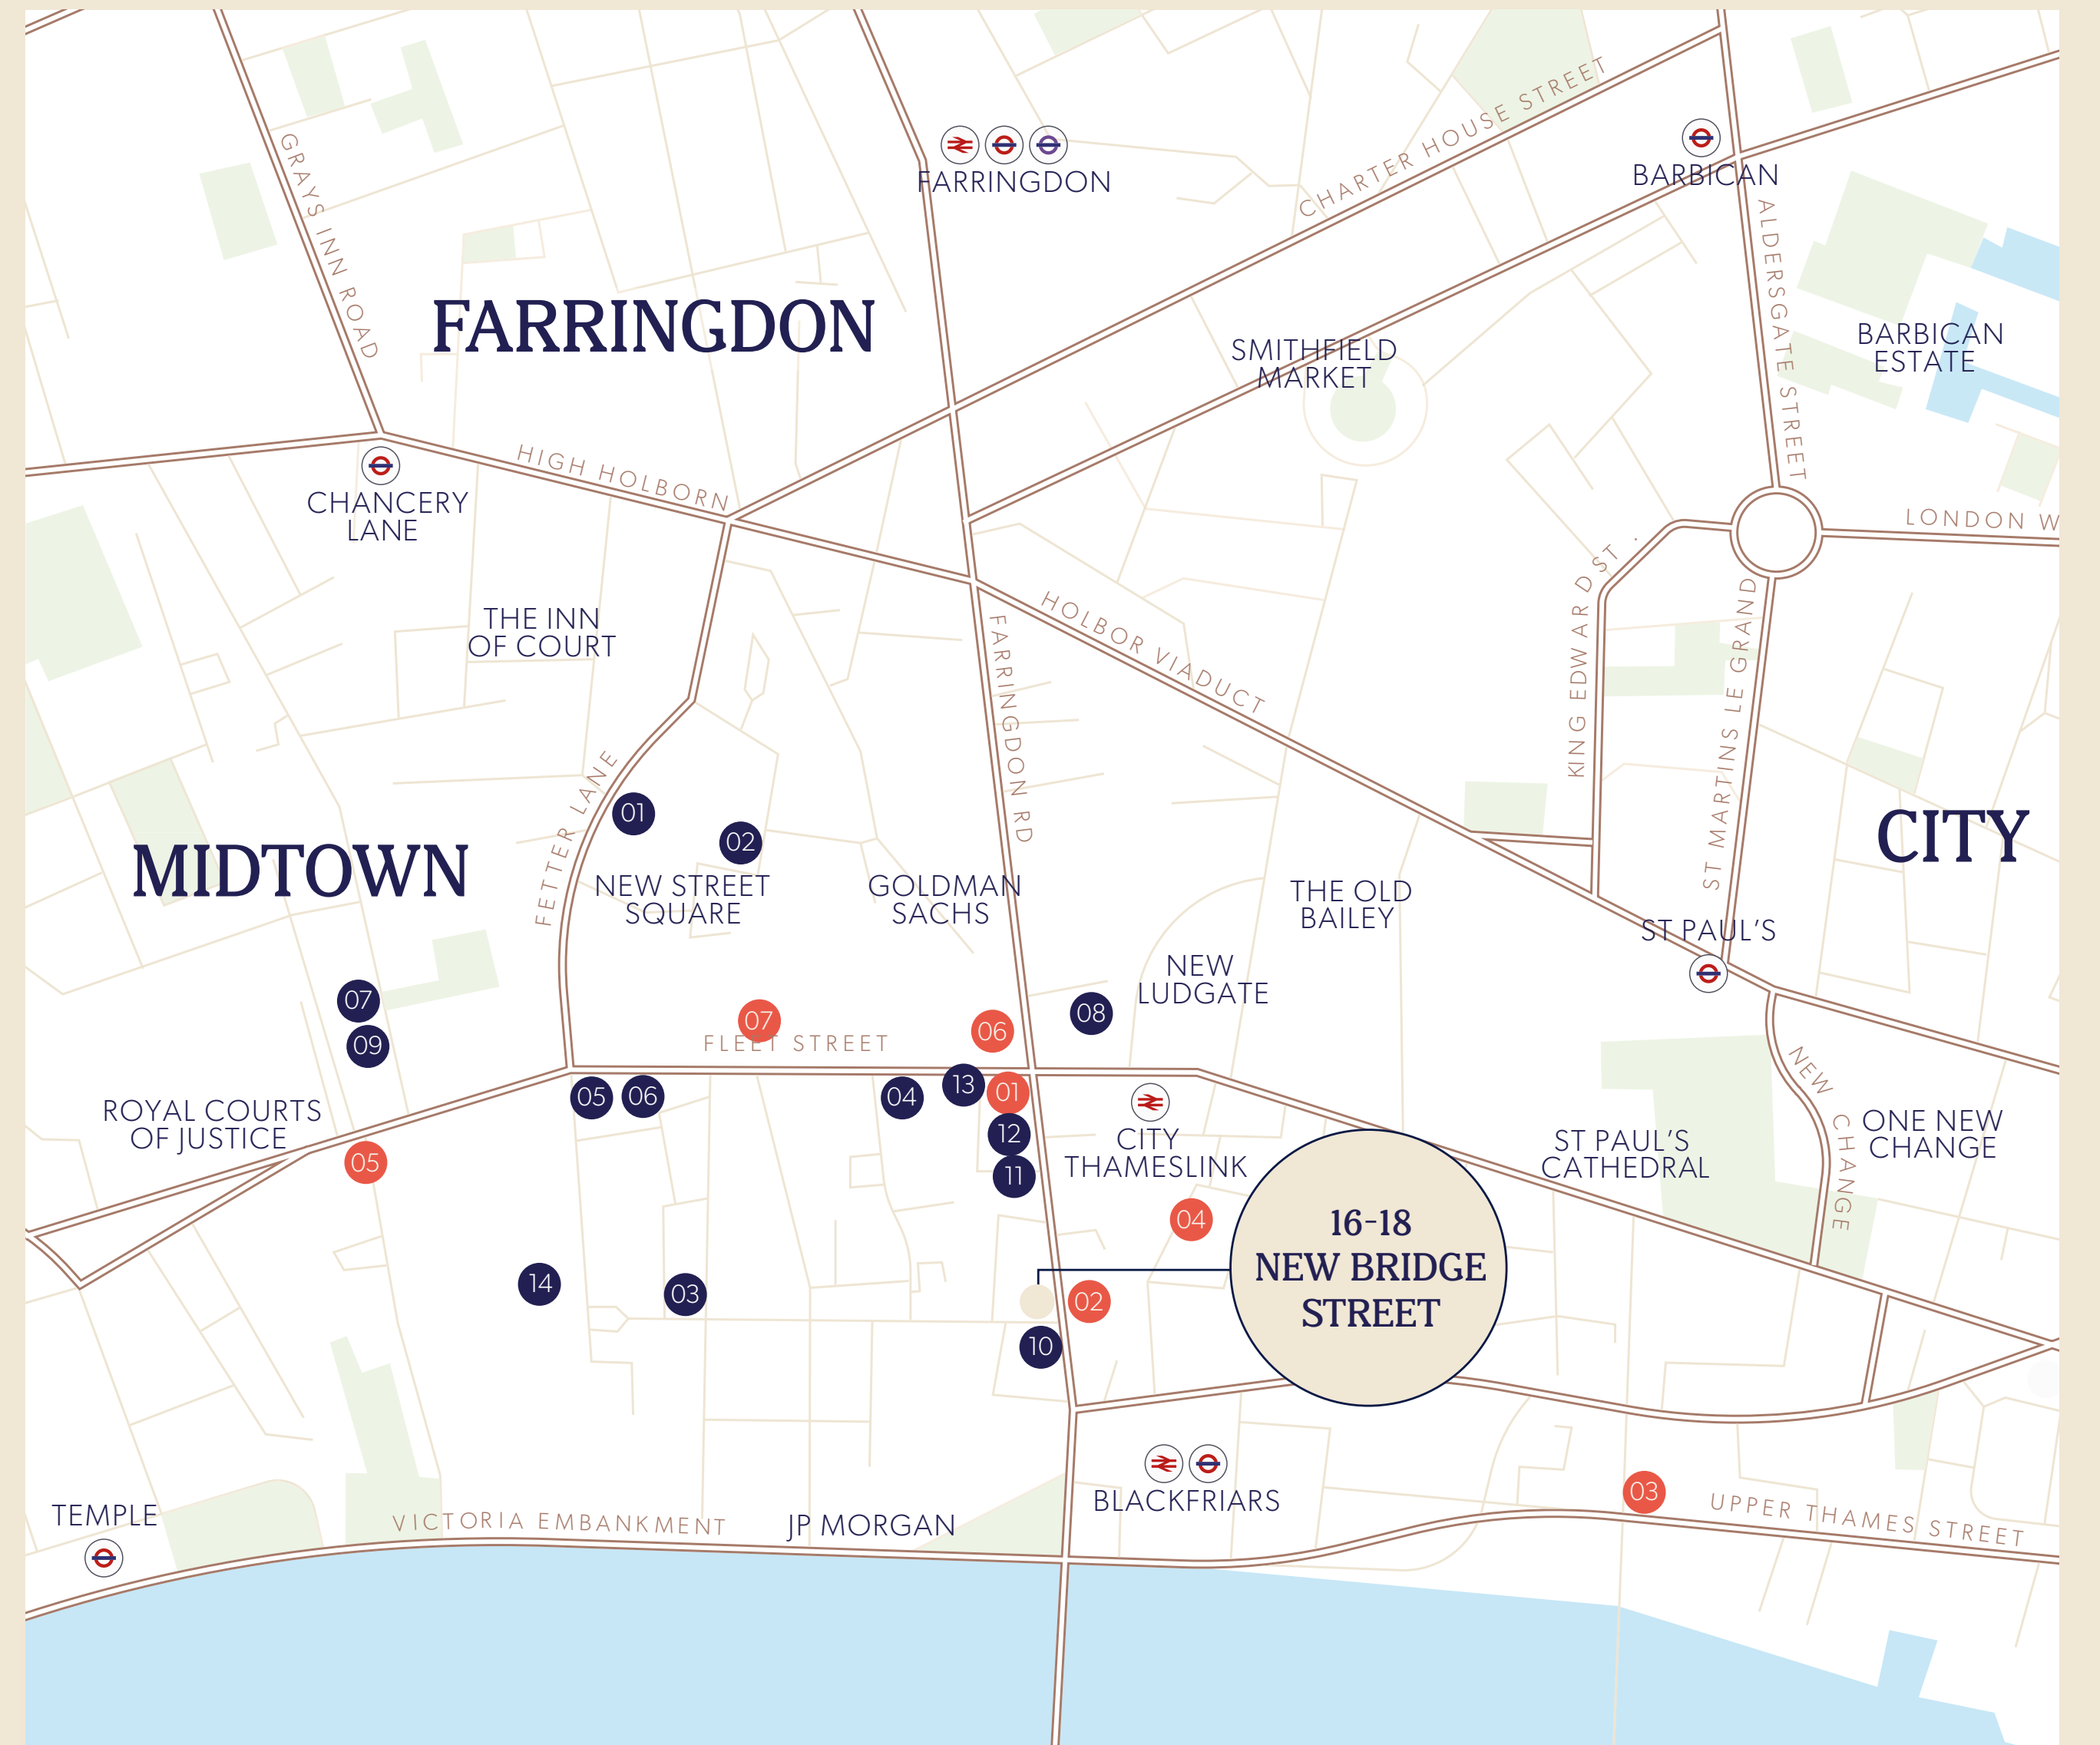 CHARTER HOUSE STREET
FARRINGDON
BARBICAN
GRAYS INN ROAD
ALDERSGATE STREET
FARRINGDON
BARBICAN
ESTATE
SMITHFIELD
MARKET
HIGH HOLBORN
CHANCERY
LANE
LONDON W
KING EDWARD ST.
ST MARTINS LE GRAND
THE INN
OF COURT
HOLBOR VIADUCT
FARRINGDON RD
FETTER LANE
01
02
MIDTOWN
CITY
NEW STREET
SQUARE
GOLDMAN
SACHS
THE OLD
BAILEY
ST PAUL'S
NEW
LUDGATE
07
09
07
06
08
FLEET STREET
NEW CHANGE
05
06
04
13
01
12
11
ROYAL COURTS
OF JUSTICE
05
CITY
THAMESLINK
ST PAUL'S
CATHEDRAL
ONE NEW
CHANGE
04
16-18
NEW BRIDGE
STREET
14
03
02
10
BLACKFRIARS
03
UPPER THAMES STREET
TEMPLE
VICTORIA EMBANKMENT
JP MORGAN